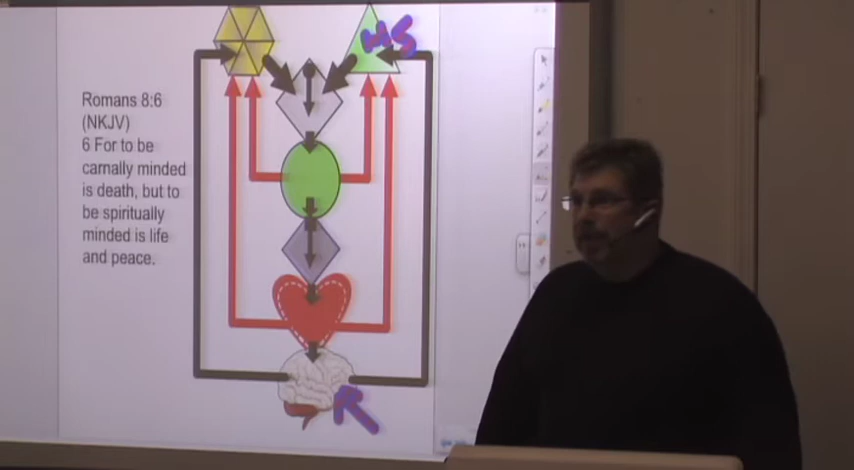 HS
Romans 8:6
(NKJV)
6 For to be
carnally minded
is death, but to
be spiritually
minded is life
and peace.